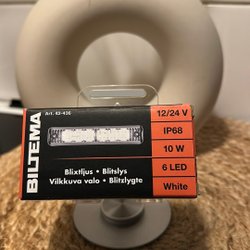 BILTEMA
Art. 43-436
Blixtljus • Blitslys
Vilkkuva valo • Blitzlygte
12/24 V
IP68
10 W
6 LED
White